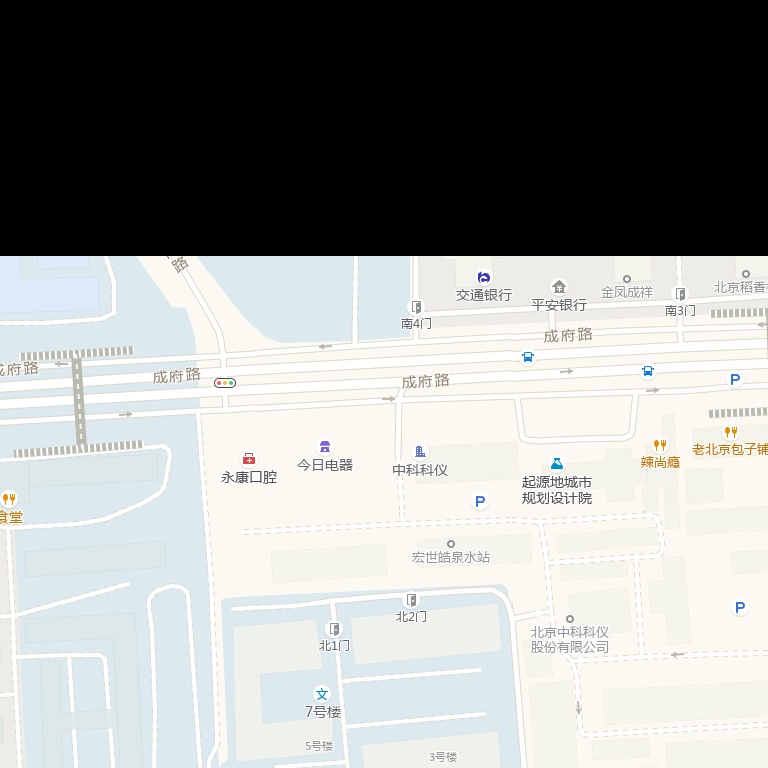 路
交通银行
平安银行
金凤成祥
北京稻香
南4门
南3门
成府路
成府路
成府路
成府路
P
永康口腔
今日电器
中科科仪
起源地城市
规划设计院
辣尚瘾
老北京包子铺
P
食堂
宏世皓泉水站
北2门
北1门
北京中科科仪
股份有限公司
P
文
7号楼
5号楼
3号楼